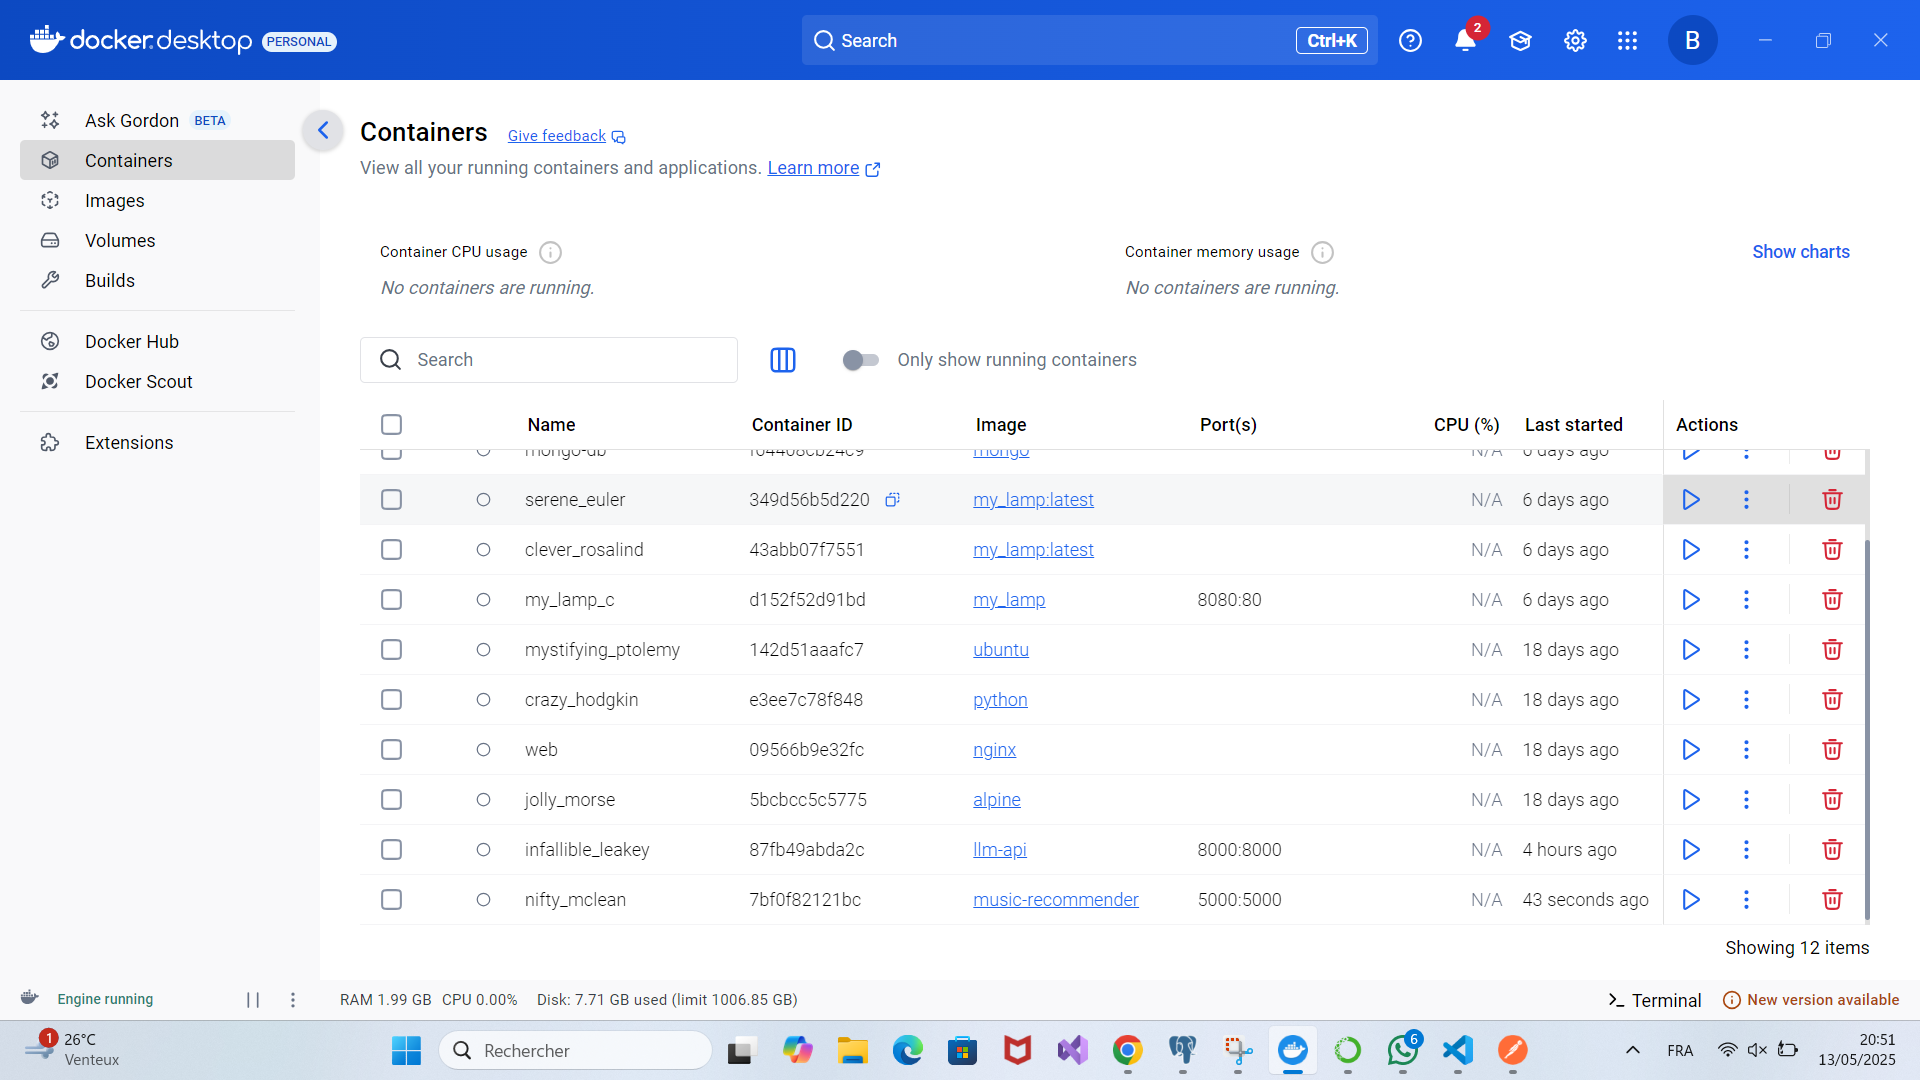 docker.desktop PERSONAL
Search Ctrl+K
2
B
Ask Gordon BETA
Containers
Images
Volumes
Builds
Docker Hub
Docker Scout
Extensions
Containers Give feedback
View all your running containers and applications. Learn more
Container CPU usage
No containers are running.
Container memory usage
No containers are running.
Show charts
Search
Only show running containers
Name Container ID Image Port(s) CPU (%) Last started Actions
mongo-db f64468cb24c9 mongo N/A 6 days ago
serene_euler 349d56b5d220 my_lamp:latest N/A 6 days ago
clever_rosalind 43abb07f7551 my_lamp:latest N/A 6 days ago
my_lamp_c d152f52d91bd my_lamp 8080:80 N/A 6 days ago
mystifying_ptolemy 142d51aaafc7 ubuntu N/A 18 days ago
crazy_hodgkin e3ee7c78f848 python N/A 18 days ago
web 09566b9e32fc nginx N/A 18 days ago
jolly_morse 5bcbcc5c5775 alpine N/A 18 days ago
infallible_leakey 87fb49abda2c llm-api 8000:8000 N/A 4 hours ago
nifty_mclean 7bf0f82121bc music-recommender 5000:5000 N/A 43 seconds ago
Showing 12 items
Engine running RAM 1.99 GB CPU 0.00% Disk: 7.71 GB used (limit 1006.85 GB) Terminal New version available
1
26°C
Venteux
Rechercher
6
FRA
20:51
13/05/2025